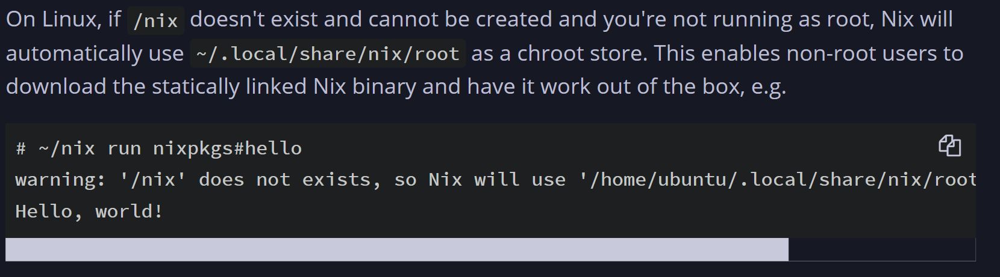 On Linux, if /nix doesn't exist and cannot be created and you're not running as root, Nix will
automatically use ~/.local/share/nix/root as a chroot store. This enables non-root users to
download the statically linked Nix binary and have it work out of the box, e.g.
# ~/nix run nixpkgs#hello
warning: '/nix' does not exists, so Nix will use '/home/ubuntu/.local/share/nix/root
Hello, world!